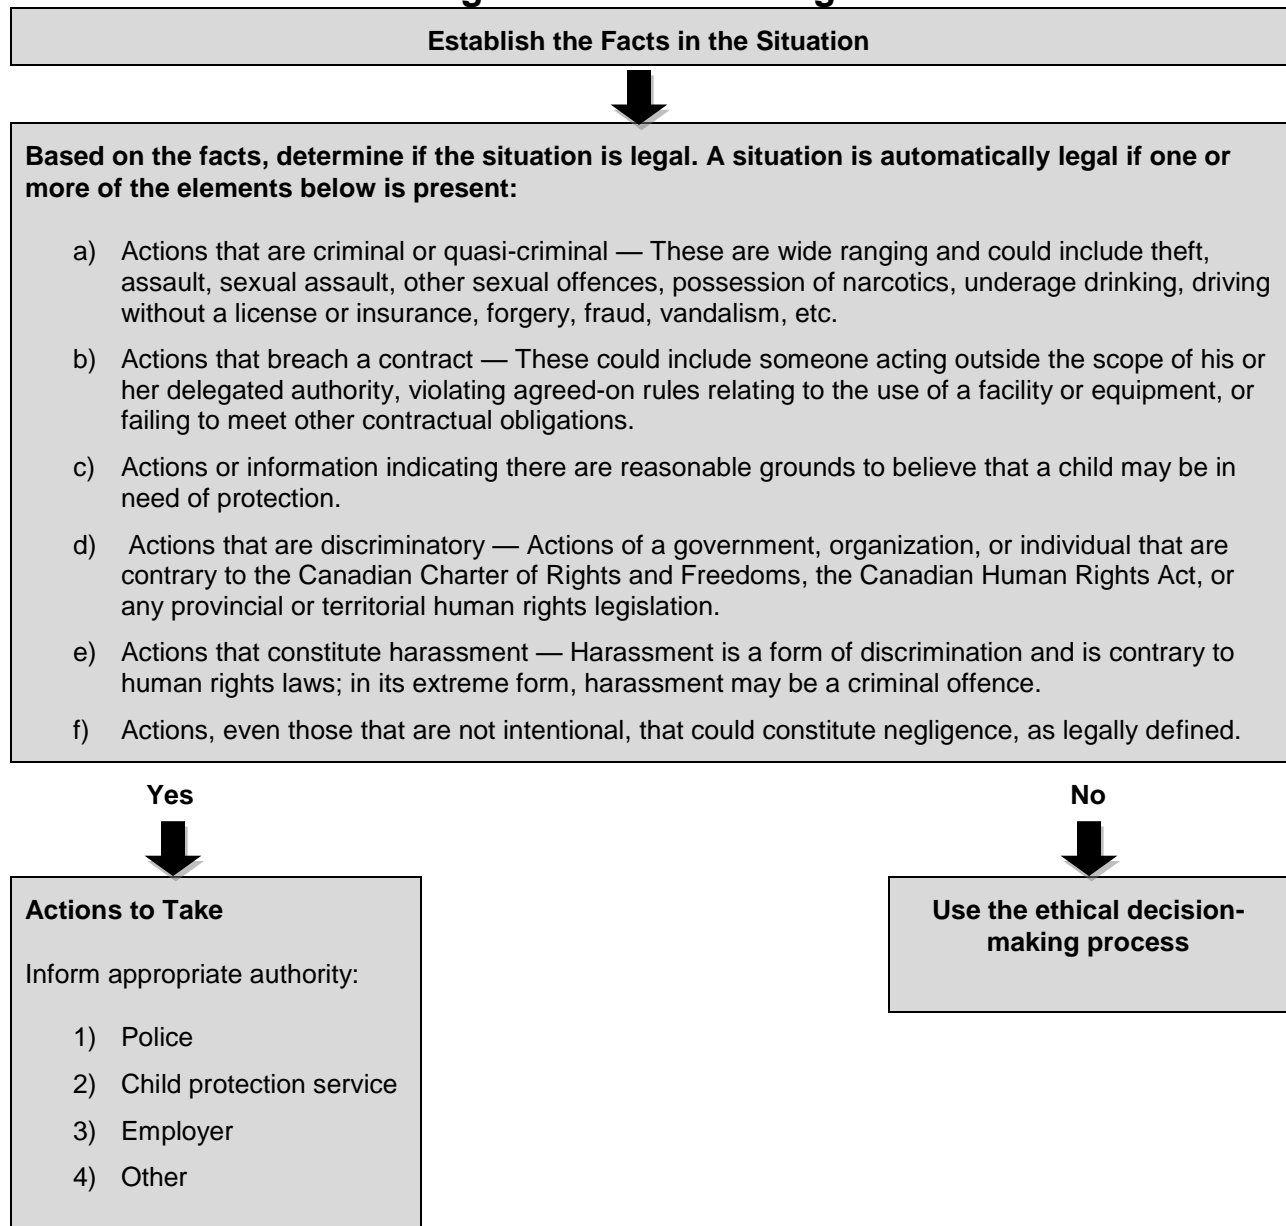 Establish the Facts in the Situation
Based on the facts, determine if the situation is legal. A situation is automatically legal if one or
more of the elements below is present:
a) Actions that are criminal or quasi-criminal — These are wide ranging and could include theft,
assault, sexual assault, other sexual offences, possession of narcotics, underage drinking, driving
without a license or insurance, forgery, fraud, vandalism, etc.
b) Actions that breach a contract — These could include someone acting outside the scope of his or
her delegated authority, violating agreed-on rules relating to the use of a facility or equipment, or
failing to meet other contractual obligations.
c) Actions or information indicating there are reasonable grounds to believe that a child may be in
need of protection.
d) Actions that are discriminatory — Actions of a government, organization, or individual that are
contrary to the Canadian Charter of Rights and Freedoms, the Canadian Human Rights Act, or
any provincial or territorial human rights legislation.
e) Actions that constitute harassment — Harassment is a form of discrimination and is contrary to
human rights laws; in its extreme form, harassment may be a criminal offence.
f) Actions, even those that are not intentional, that could constitute negligence, as legally defined.
Yes
No
Actions to Take
Inform appropriate authority:
1) Police
2) Child protection service
3) Employer
4) Other
Use the ethical decision-
making process